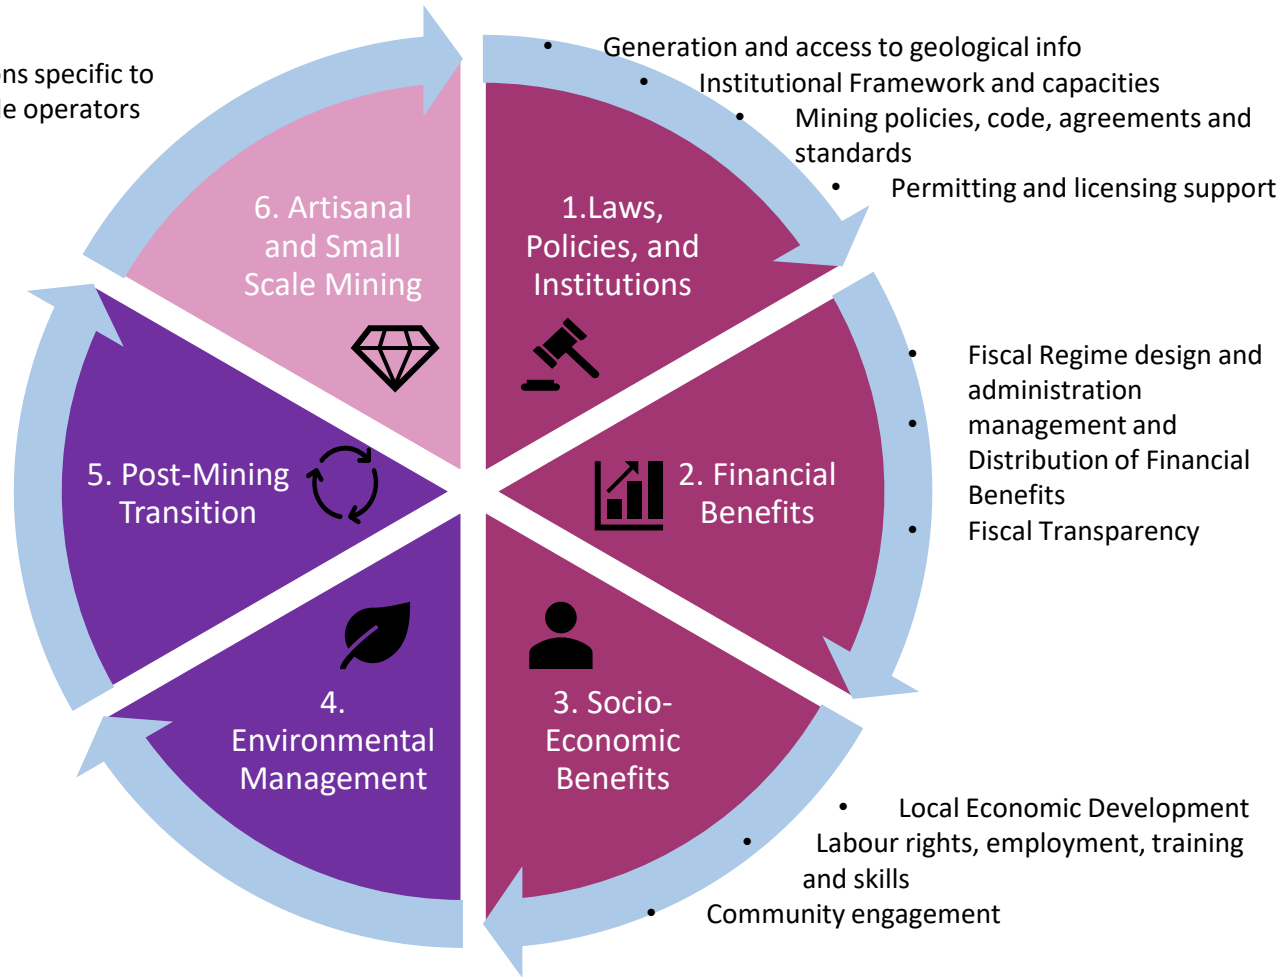 • Generation and access to geological info
• Institutional Framework and capacities
• Mining policies, code, agreements and
standards
• Permitting and licensing support
specific to
operators
6. Artisanal
and Small
Scale Mining
1.Laws,
Policies, and
Institutions
• Fiscal Regime design and
administration
• management and
Distribution of Financial
Benefits
• Fiscal Transparency
5. Post-Mining
Transition
2. Financial
Benefits
4.
Environmental
Management
3. Socio-
Economic
Benefits
• Local Economic Development
• Labour rights, employment, training
and skills
• Community engagement